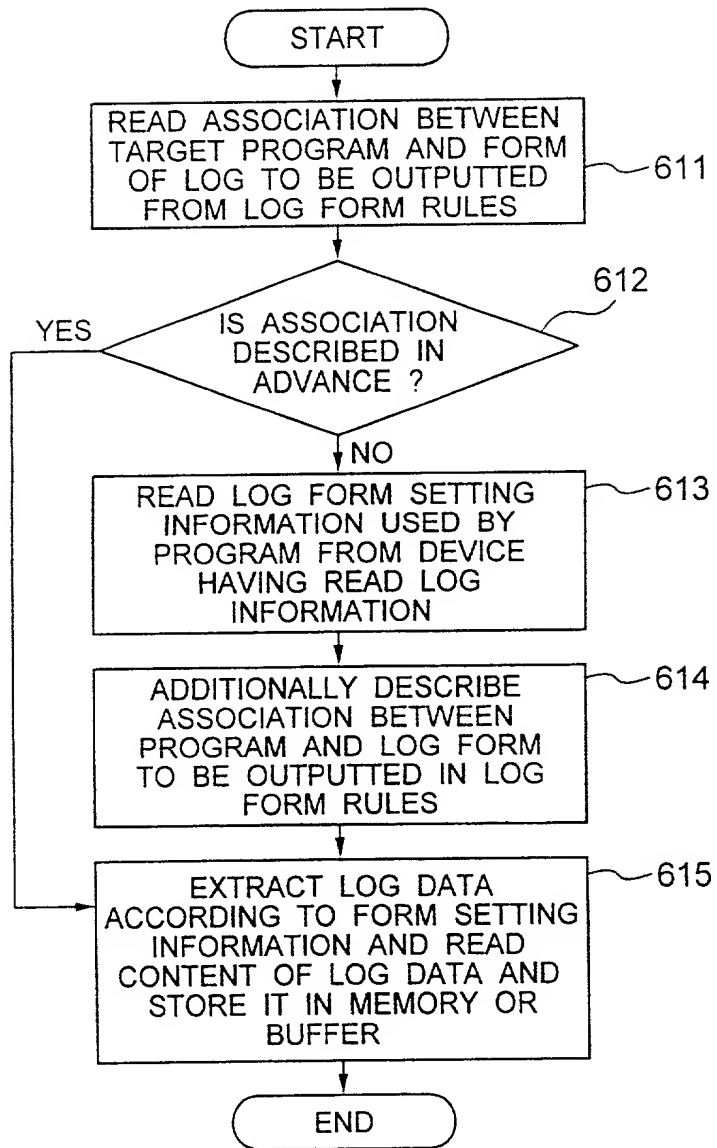 START
READ ASSOCIATION BETWEEN
TARGET PROGRAM AND FORM
OF LOG TO BE OUTPUTTED
FROM LOG FORM RULES
611
612
YES
IS ASSOCIATION
DESCRIBED IN
ADVANCE ?
NO
READ LOG FORM SETTING
INFORMATION USED BY
PROGRAM FROM DEVICE
HAVING READ LOG
INFORMATION
613
ADDITIONALLY DESCRIBE
ASSOCIATION BETWEEN
PROGRAM AND LOG FORM
TO BE OUTPUTTED IN LOG
FORM RULES
614
EXTRACT LOG DATA
ACCORDING TO FORM SETTING
INFORMATION AND READ
CONTENT OF LOG DATA AND
STORE IT IN MEMORY OR
BUFFER
615
END